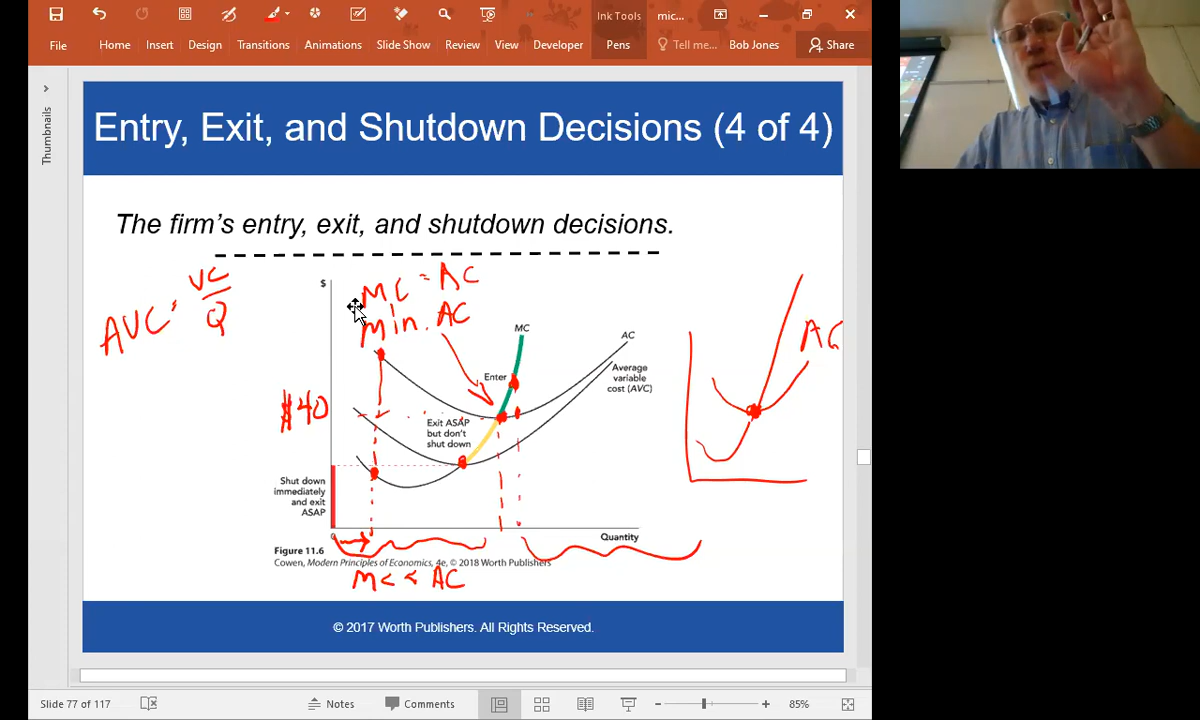 Ink Tools
mic...
File
Home
Insert
Design
Transitions
Animations
Slide Show
Review
View
Developer
Pens
Tell me...
Bob Jones
Share
Thumbnails
Entry, Exit, and Shutdown Decisions (4 of 4)
The firm's entry, exit, and shutdown decisions.
AVC = VC
Q
MC = AC
min. AC
$
MC
AC
Average
variable
cost (AVC)
Enter
$40
Exit ASAP
but don't
shut down
Shut down
immediately
and exit
ASAP
0
Quantity
AC
Figure 11.6
Cowen, Modern Principles of Economics, 4e, © 2018 Worth Publishers
MC < AC
© 2017 Worth Publishers. All Rights Reserved.
Slide 77 of 117
Notes
Comments
85%